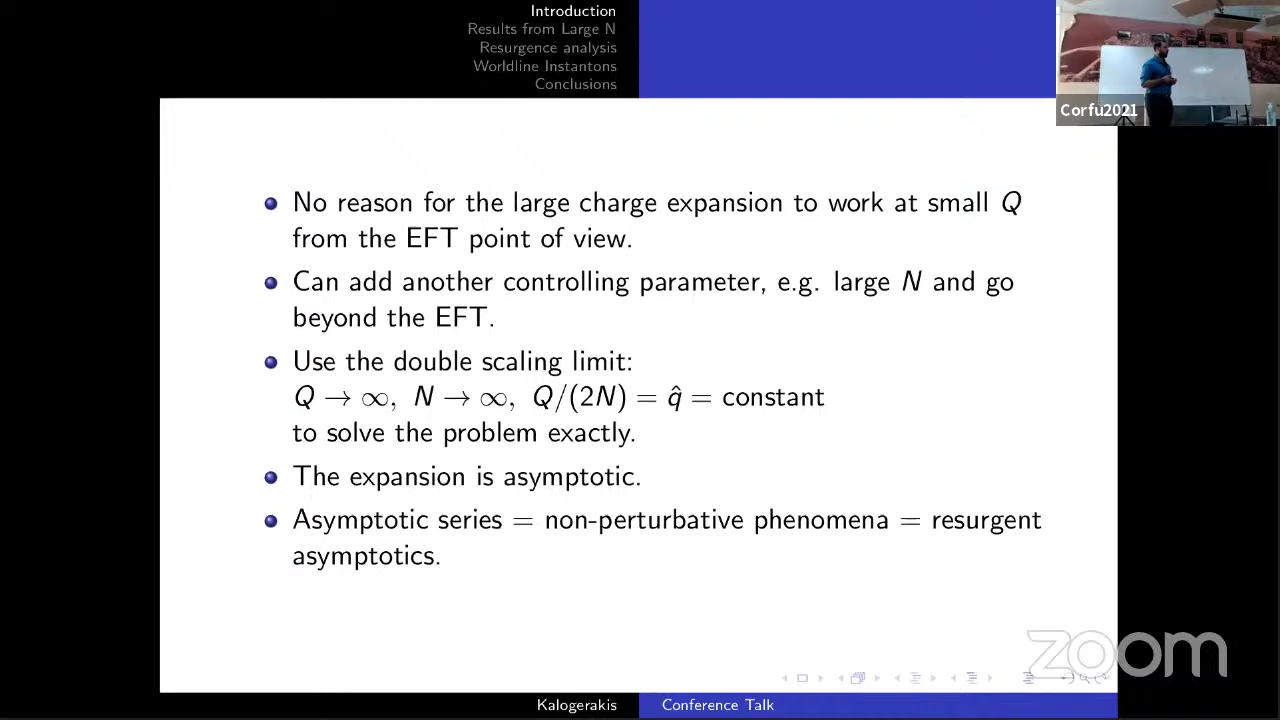 Introduction
Results from Large N
Resurgence analysis
Worldline Instantons
Conclusions
Corfu2021
No reason for the large charge expansion to work at small Q
from the EFT point of view.
Can add another controlling parameter, e.g. large N and go
beyond the EFT.
Use the double scaling limit:
Q → ∞, N → ∞, Q/(2N) = q̂ = constant
to solve the problem exactly.
The expansion is asymptotic.
Asymptotic series = non-perturbative phenomena = resurgent
asymptotics.
zoom
Kalogerakis
Conference Talk